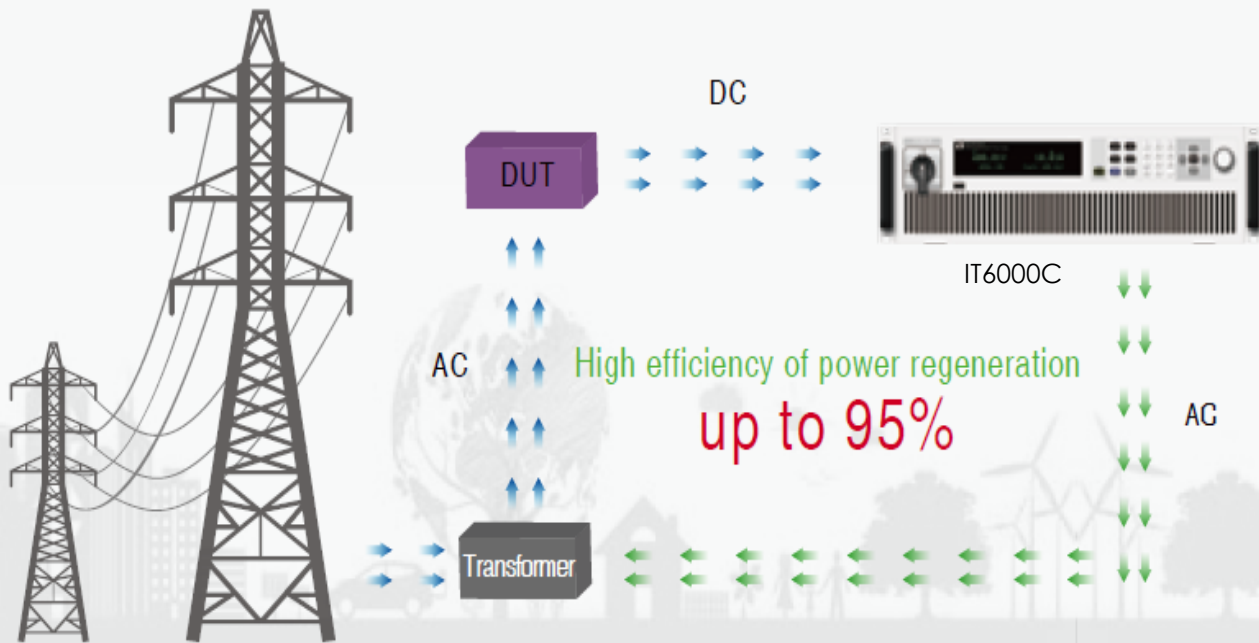 DC
DUT
IT6000C
AC
High efficiency of power regeneration
up to 95%
AC
Transformer